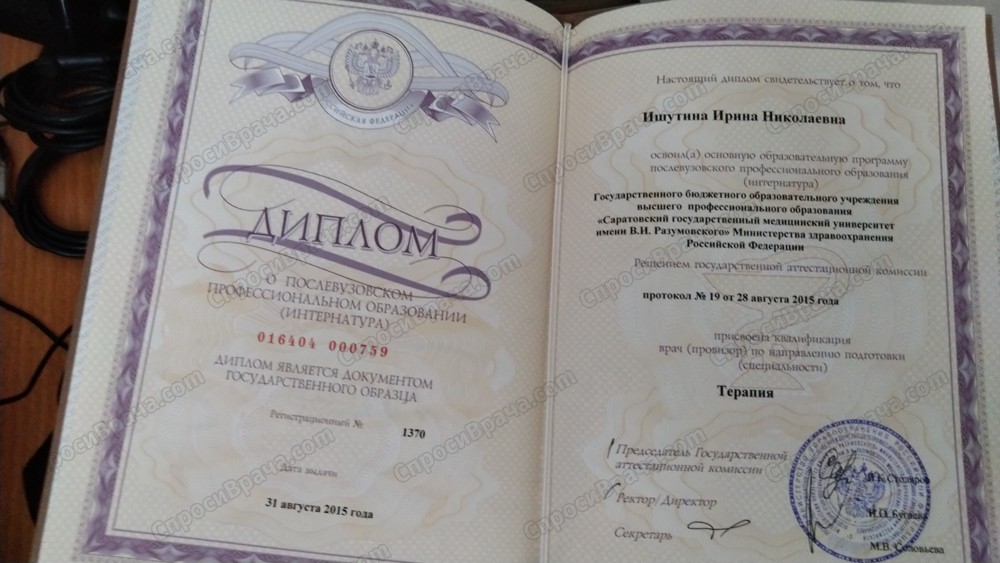 РОССИЙСКАЯ ФЕДЕРАЦИЯ
ДИПЛОМ
О ПОСЛЕВУЗОВСКОМ
ПРОФЕССИОНАЛЬНОМ ОБРАЗОВАНИИ
(ИНТЕРНАТУРА)
016404 000759
ДИПЛОМ ЯВЛЯЕТСЯ ДОКУМЕНТОМ
ГОСУДАРСТВЕННОГО ОБРАЗЦА
Регистрационный №
1370
Дата выдачи
31 августа 2015 года
Настоящий диплом свидетельствует о том, что
Ишутина Ирина Николаевна
освоил(а) основную образовательную программу
послевузовского профессионального образования
(интернатура)
Государственного бюджетного образовательного учреждения
высшего профессионального образования
«Саратовский государственный медицинский университет
имени В.И. Разумовского» Министерства здравоохранения
Российской Федерации
Решением государственной аттестационной комиссии
протокол № 19 от 28 августа 2015 года
присвоена квалификация
врач (провизор) по направлению подготовки
(специальности)
Терапия
Председатель Государственной
аттестационной комиссии
Ректор/Директор
Секретарь
М.В. Соловьева
СпросиВрача.com